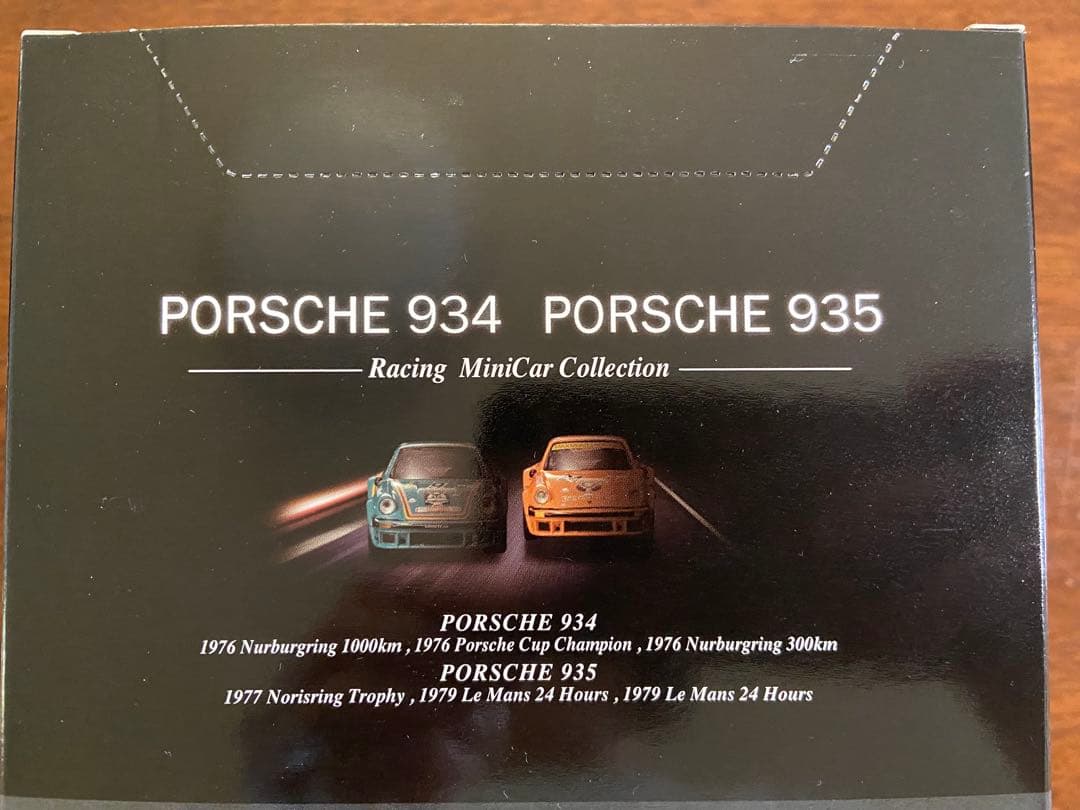 PORSCHE 934 PORSCHE 935
Racing MiniCar Collection
PORSCHE 934
1976 Nurburgring 1000km , 1976 Porsche Cup Champion , 1976 Nurburgring 300km
PORSCHE 935
1977 Norisring Trophy , 1979 Le Mans 24 Hours , 1979 Le Mans 24 Hours